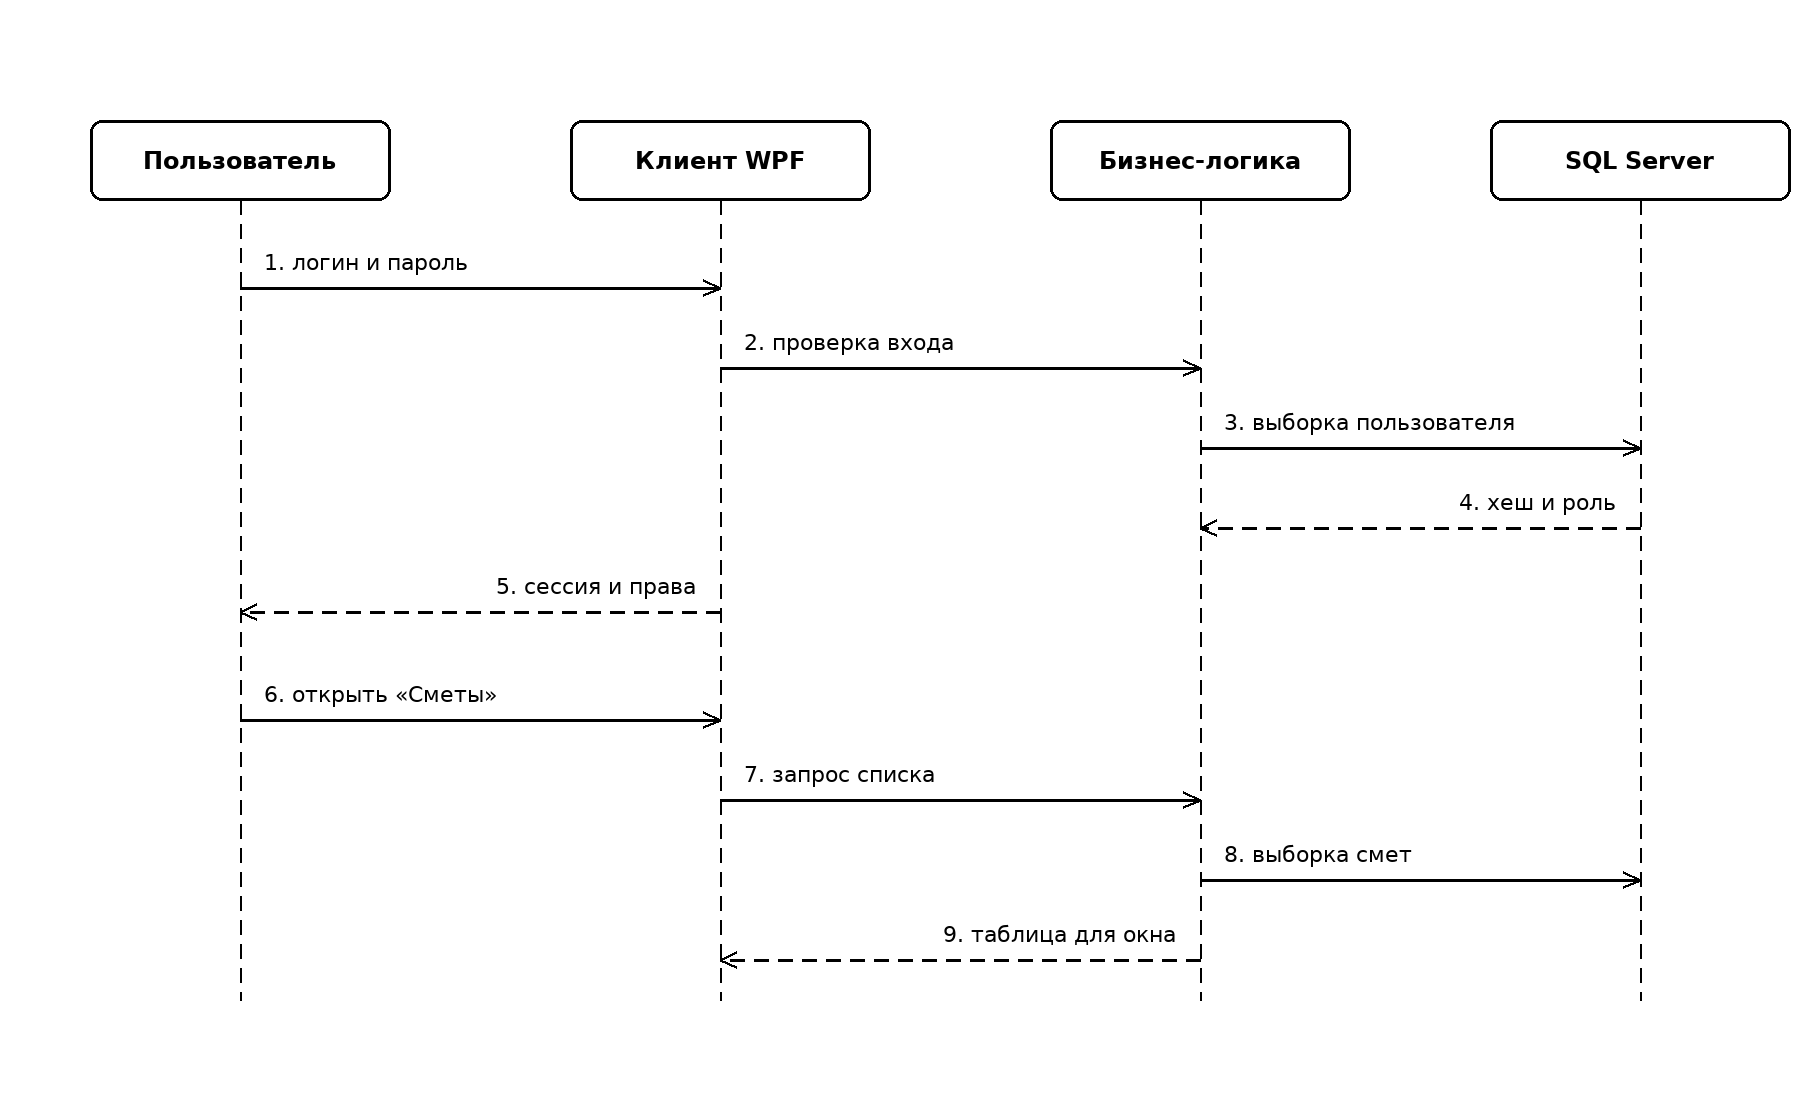 Пользователь
Клиент WPF
Бизнес-логика
SQL Server
1. логин и пароль
2. проверка входа
3. выборка пользователя
4. хеш и роль
5. сессия и права
6. открыть «Сметы»
7. запрос списка
8. выборка смет
9. таблица для окна